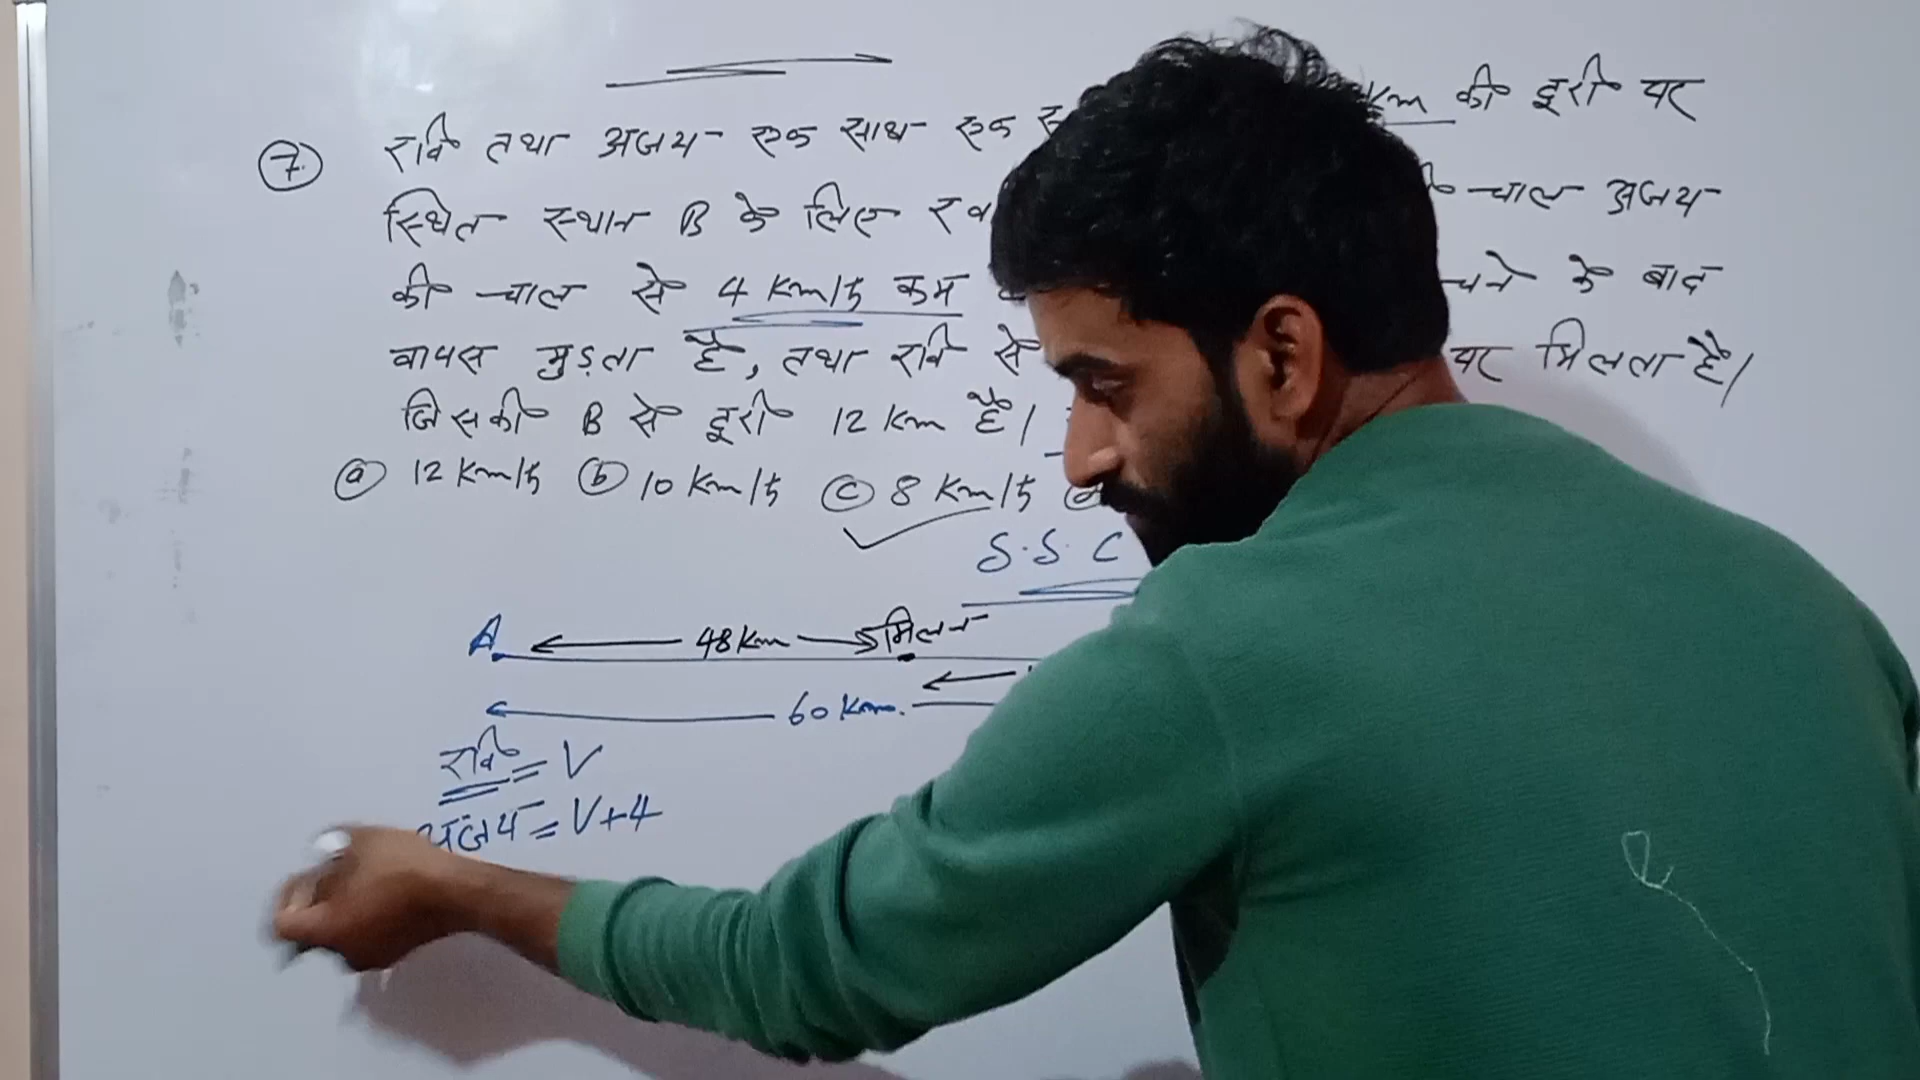 7. रवि तथा अजय एक साथ एक km की दूरी पर
स्थित स्थान B के लिए चाल अजय
की चाल से 4 Km/h कम के बाद
वापस मुड़ता है, तथा रवि से पर मिलता है।
जिसकी B से दूरी 12 km है।
a 12 Km/h b 10 Km/h c 8 Km/h
S.S.C
A 48 Km मिलन
60 Km.
रवि = V
अजय = V+4